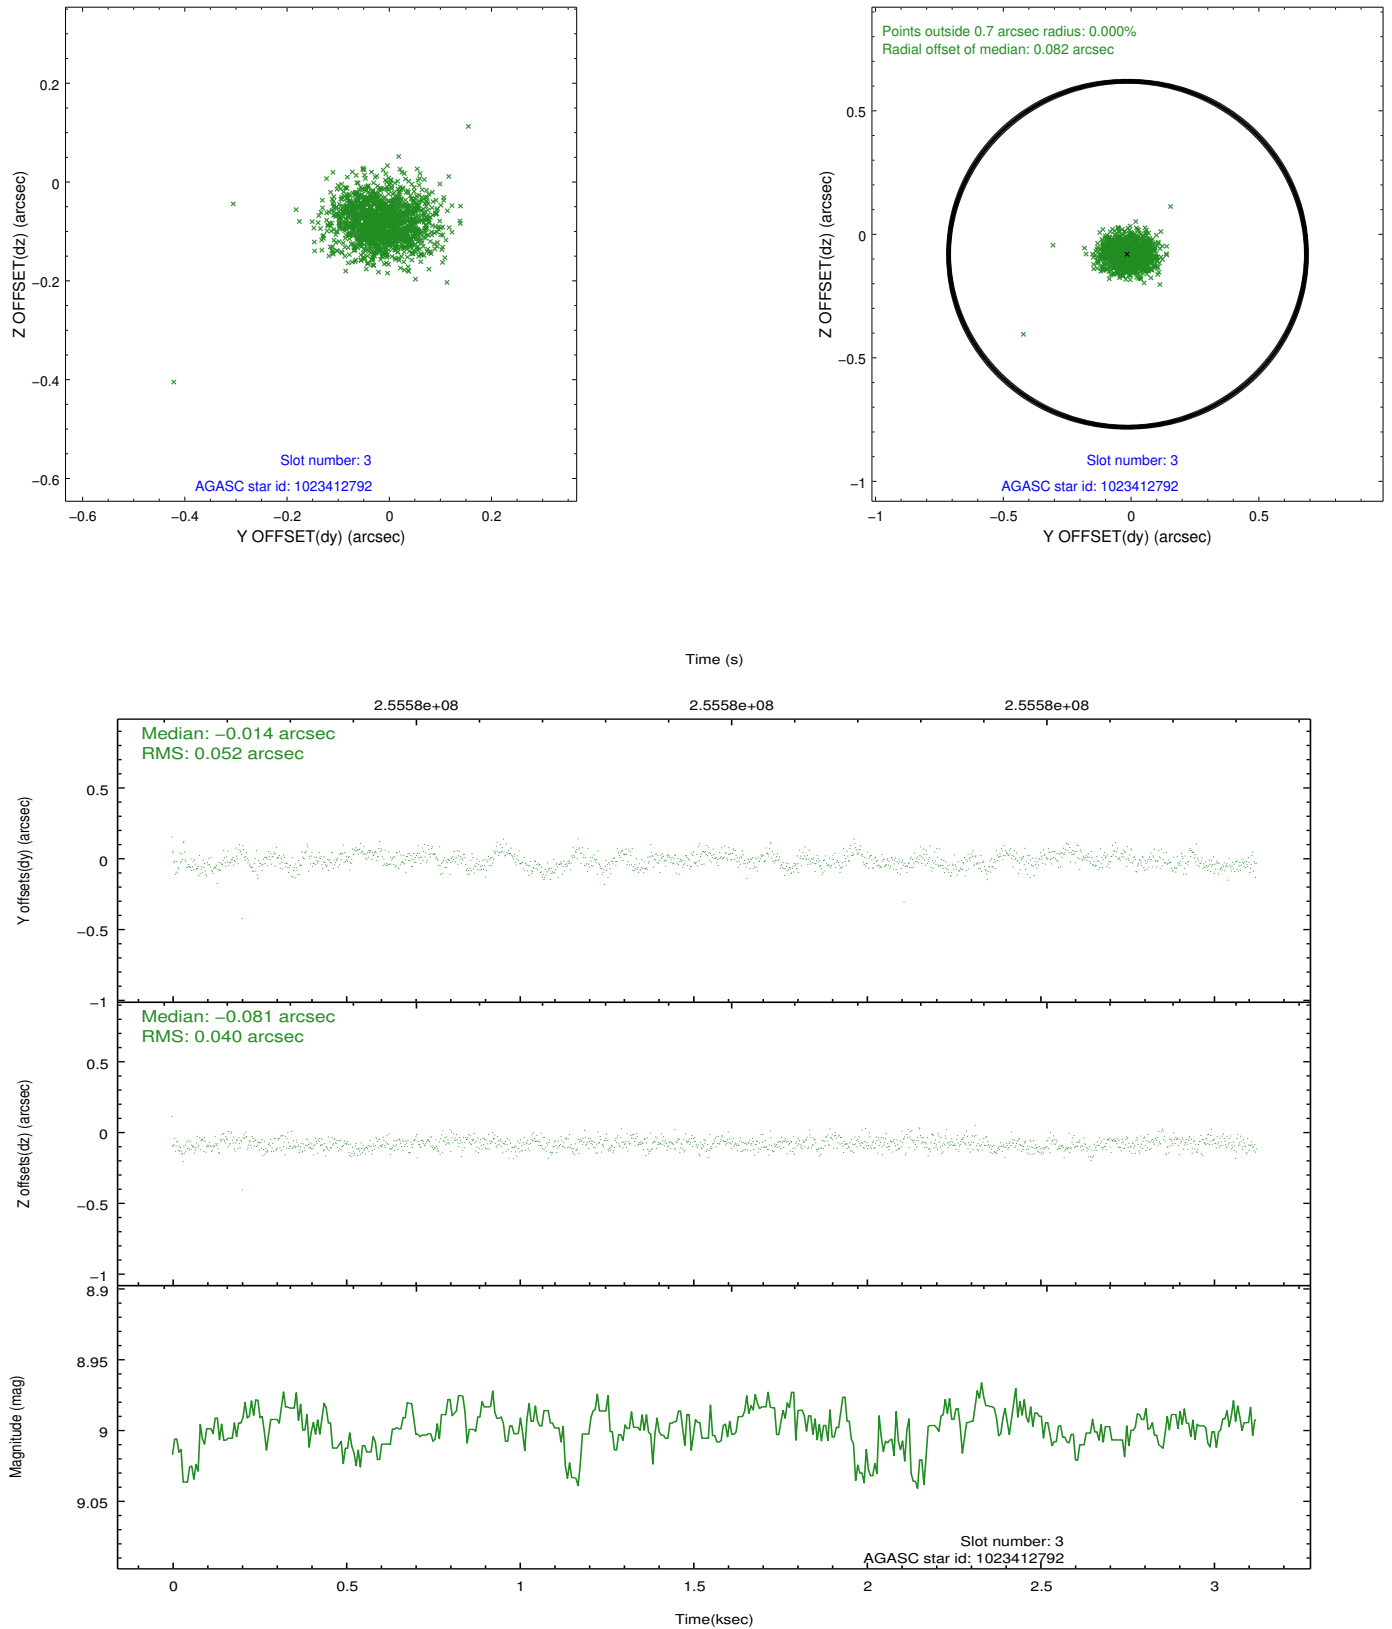 0.2
0
−0.2
−0.4
−0.6
Z OFFSET(dz) (arcsec)
Slot number: 3
AGASC star id: 1023412792
−0.6
−0.4
−0.2
0
0.2
Y OFFSET(dy) (arcsec)
Points outside 0.7 arcsec radius: 0.000%
Radial offset of median: 0.082 arcsec
0.5
0
−0.5
−1
Z OFFSET(dz) (arcsec)
Slot number: 3
AGASC star id: 1023412792
−1
−0.5
0
0.5
Y OFFSET(dy) (arcsec)
Time (s)
2.5558e+08
2.5558e+08
2.5558e+08
Median: −0.014 arcsec
RMS: 0.052 arcsec
0.5
0
−0.5
−1
Y offsets(dy) (arcsec)
Median: −0.081 arcsec
RMS: 0.040 arcsec
0.5
0
−0.5
−1
Z offsets(dz) (arcsec)
8.9
8.95
9
9.05
Magnitude (mag)
Slot number: 3
AGASC star id: 1023412792
0
0.5
1
1.5
2
2.5
3
Time(ksec)